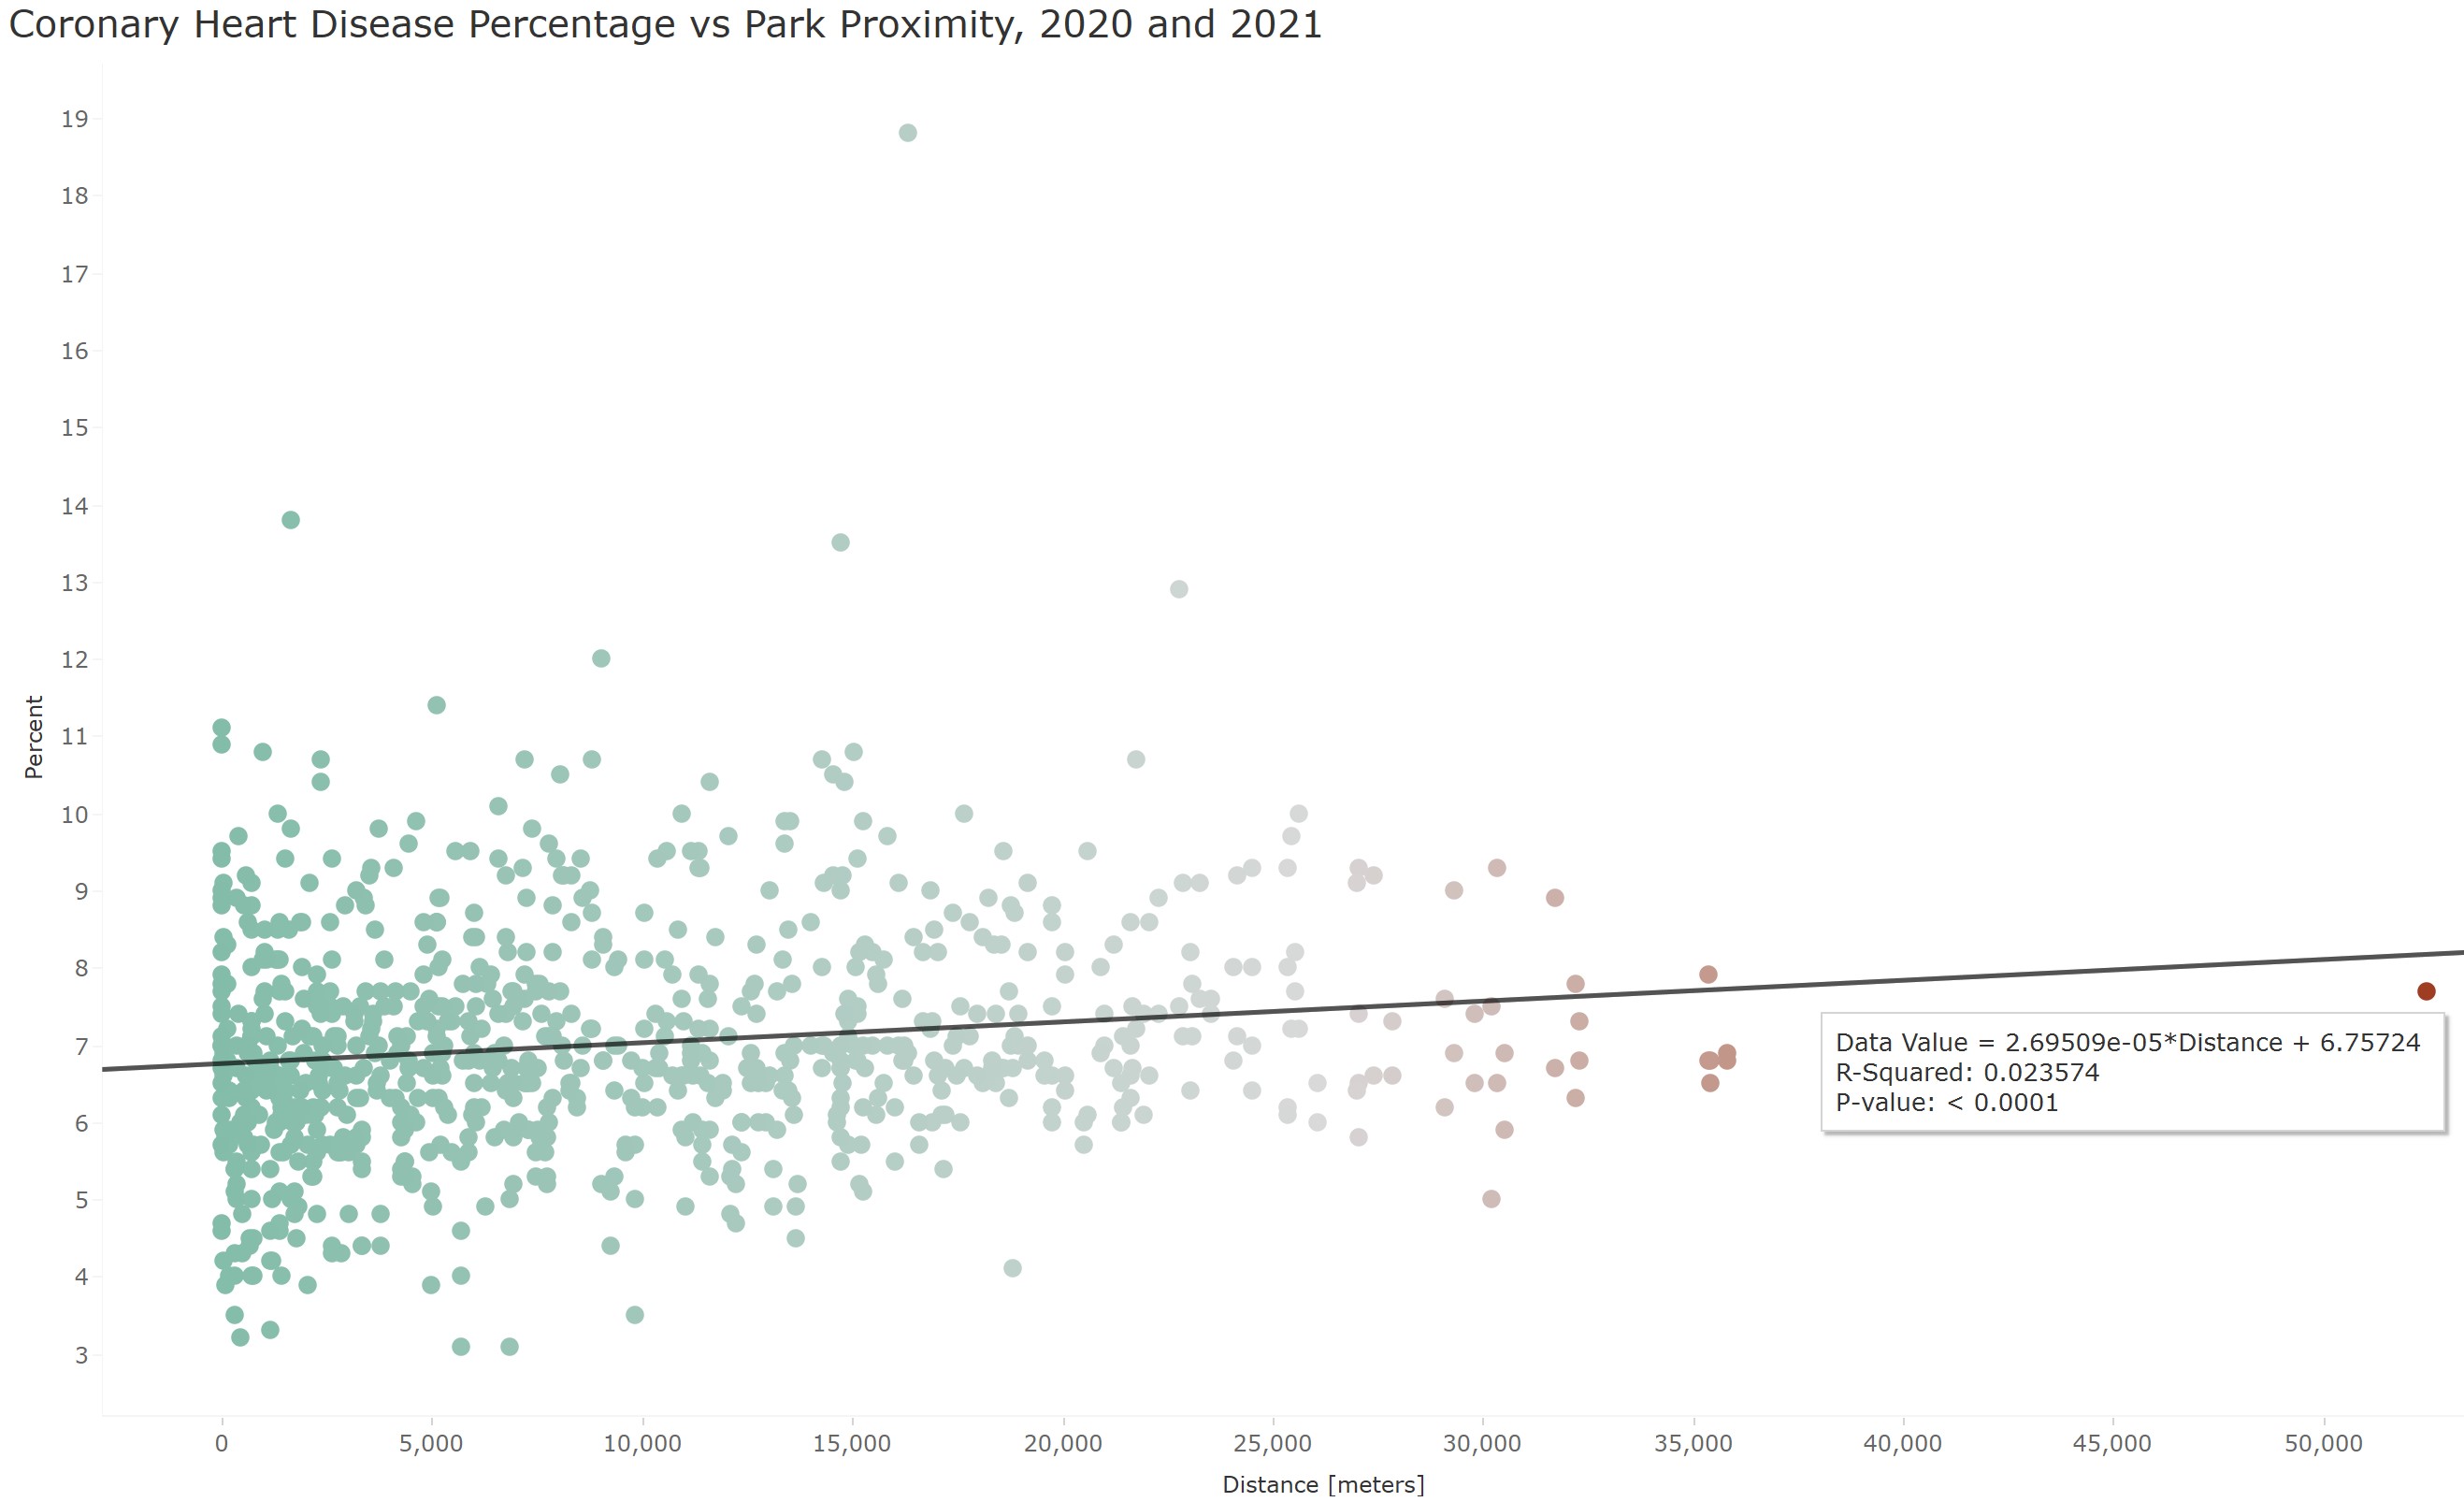 Coronary Heart Disease Percentage vs Park Proximity, 2020 and 2021
19
18
17
16
15
14
13
12
11
10
9
8
7
6
5
4
3
Percent
Data Value = 2.69509e-05*Distance + 6.75724
R-Squared: 0.023574
P-value: < 0.0001
0 5,000 10,000 15,000 20,000 25,000 30,000 35,000 40,000 45,000 50,000
Distance [meters]